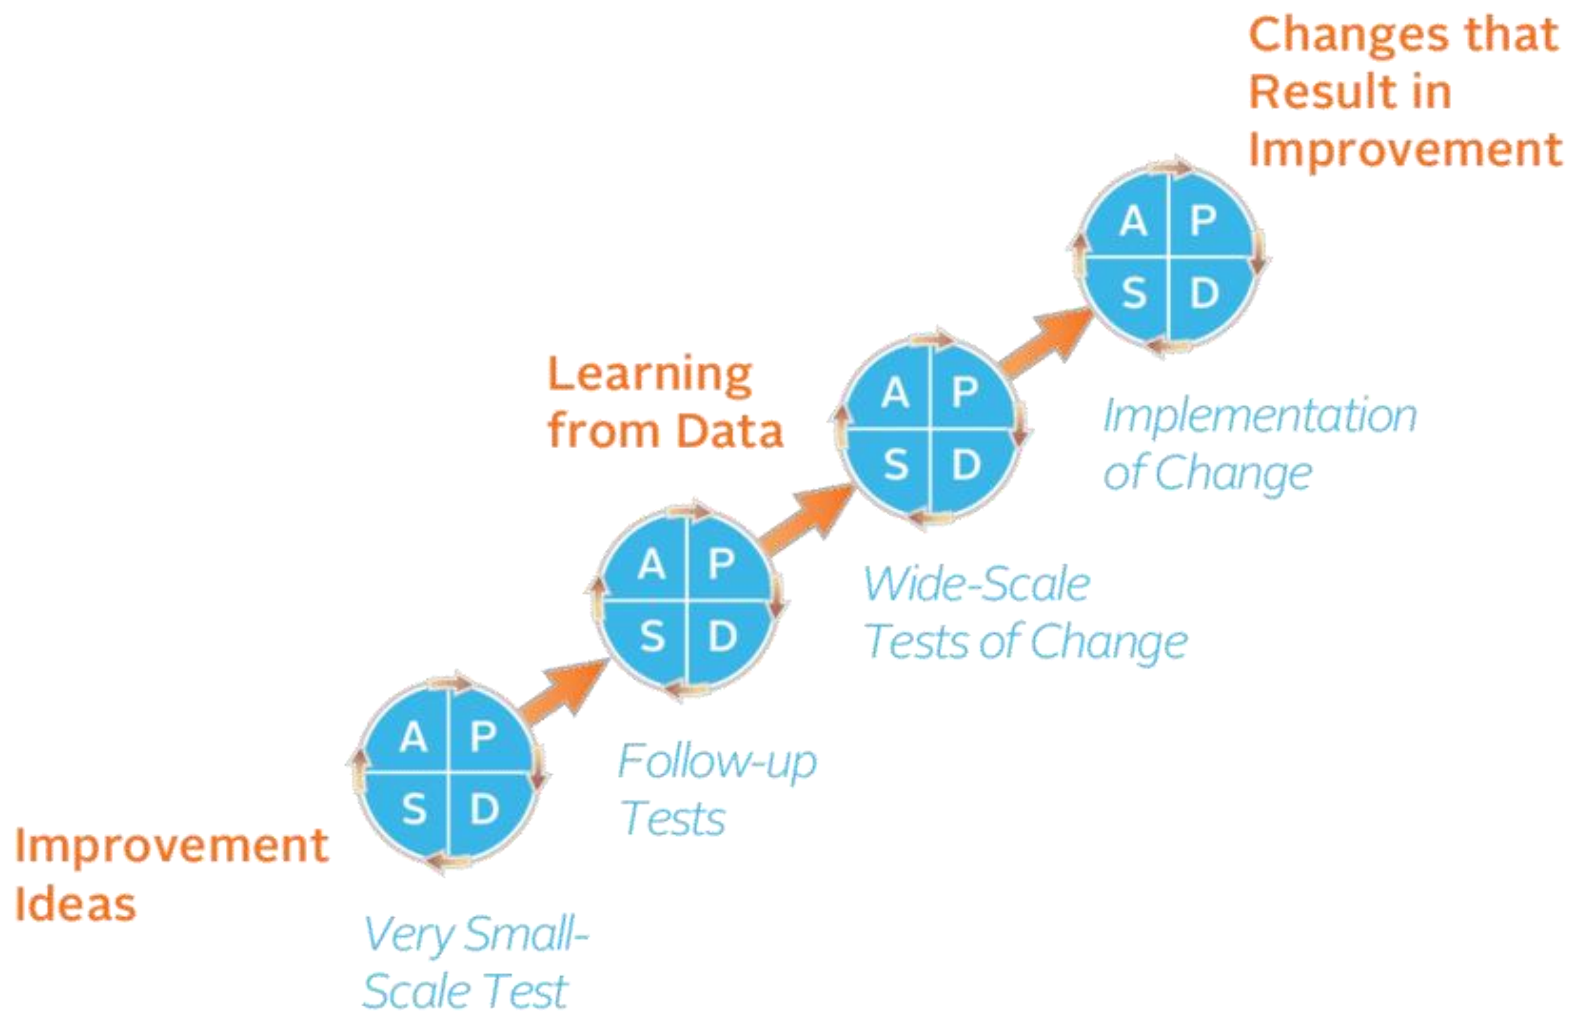 Changes that
Result in
Improvement
A P
S D
Implementation
of Change
Learning
from Data
A P
S D
Wide-Scale
Tests of Change
A P
S D
Follow-up
Tests
A P
S D
Improvement
Ideas
Very Small-
Scale Test